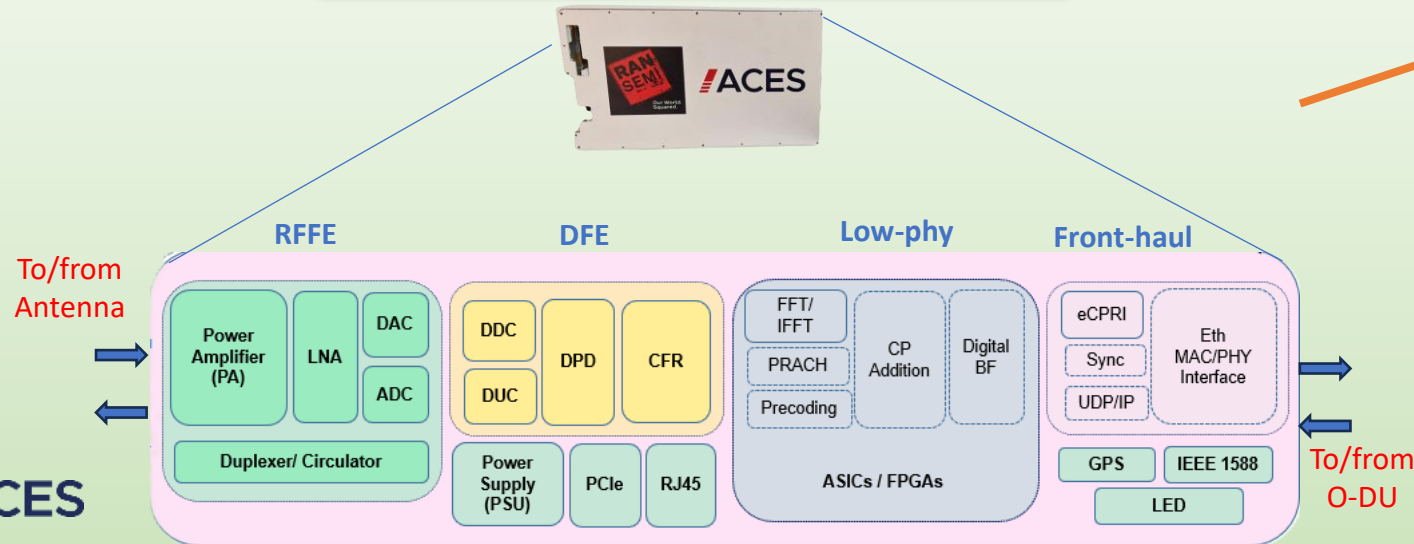 RAN
SEMI
Our World
Squared
ACES
RFFE
DFE
Low-phy
Front-haul
To/from
Antenna
Power
Amplifier
(PA)
LNA
DAC
ADC
Duplexer/ Circulator
DDC
DUC
DPD
CFR
Power
Supply
(PSU)
PCIe
RJ45
FFT/
IFFT
PRACH
Precoding
CP
Addition
Digital
BF
ASICs / FPGAs
eCPRI
Sync
UDP/IP
Eth
MAC/PHY
Interface
GPS
IEEE 1588
LED
To/from
O-DU
CES